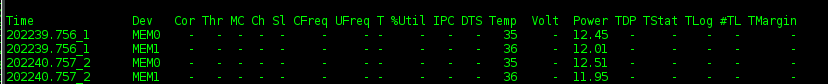 Time Dev Cor Thr MC Ch Sl CFreq UFreq T %Util IPC DTS Temp Volt Power TDP TStat TLog #TL TMargin
202239.756_1 MEM0 - - - - - - - - - - - 35 - 12.45 - - - - -
202239.756_1 MEM1 - - - - - - - - - - - 36 - 12.01 - - - - -
202240.757_2 MEM0 - - - - - - - - - - - 35 - 12.51 - - - - -
202240.757_2 MEM1 - - - - - - - - - - - 36 - 11.95 - - - - -